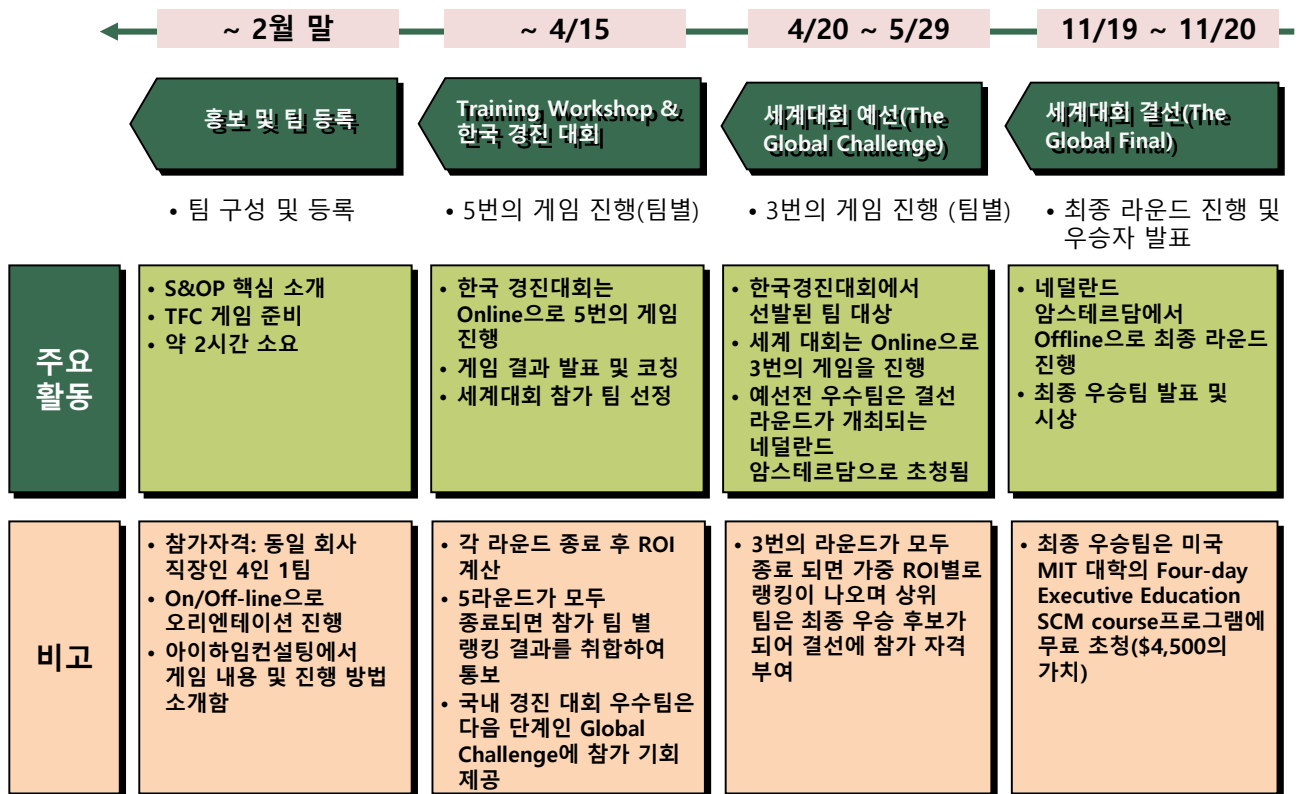 ~ 2월 말
~ 4/15
4/20 ~ 5/29
11/19 ~ 11/20
홍보 및 팀 등록
Training Workshop &
한국 경진 대회
세계대회 예선(The
Global Challenge)
세계대회 결선(The
Global Final)
• 팀 구성 및 등록
• 5번의 게임 진행(팀별)
• 3번의 게임 진행 (팀별)
• 최종 라운드 진행 및
우승자 발표
주요
활동
• S&OP 핵심 소개
• TFC 게임 준비
• 약 2시간 소요
• 한국 경진대회는
Online으로 5번의 게임
진행
• 게임 결과 발표 및 코칭
• 세계대회 참가 팀 선정
• 한국경진대회에서
선발된 팀 대상
• 세계 대회는 Online으로
3번의 게임을 진행
• 예선전 우수팀은 결선
라운드가 개최되는
네덜란드
암스테르담으로 초청됨
• 네덜란드
암스테르담에서
Offline으로 최종 라운드
진행
• 최종 우승팀 발표 및
시상
비고
• 참가자격: 동일 회사
직장인 4인 1팀
• On/Off-line으로
오리엔테이션 진행
• 아이하임컨설팅에서
게임 내용 및 진행 방법
소개함
• 각 라운드 종료 후 ROI
계산
• 5라운드가 모두
종료되면 참가 팀 별
랭킹 결과를 취합하여
통보
• 국내 경진 대회 우수팀은
다음 단계인 Global
Challenge에 참가 기회
제공
• 3번의 라운드가 모두
종료 되면 가중 ROI별로
랭킹이 나오며 상위
팀은 최종 우승 후보가
되어 결선에 참가 자격
부여
• 최종 우승팀은 미국
MIT 대학의 Four-day
Executive Education
SCM course프로그램에
무료 초청($4,500의
가치)